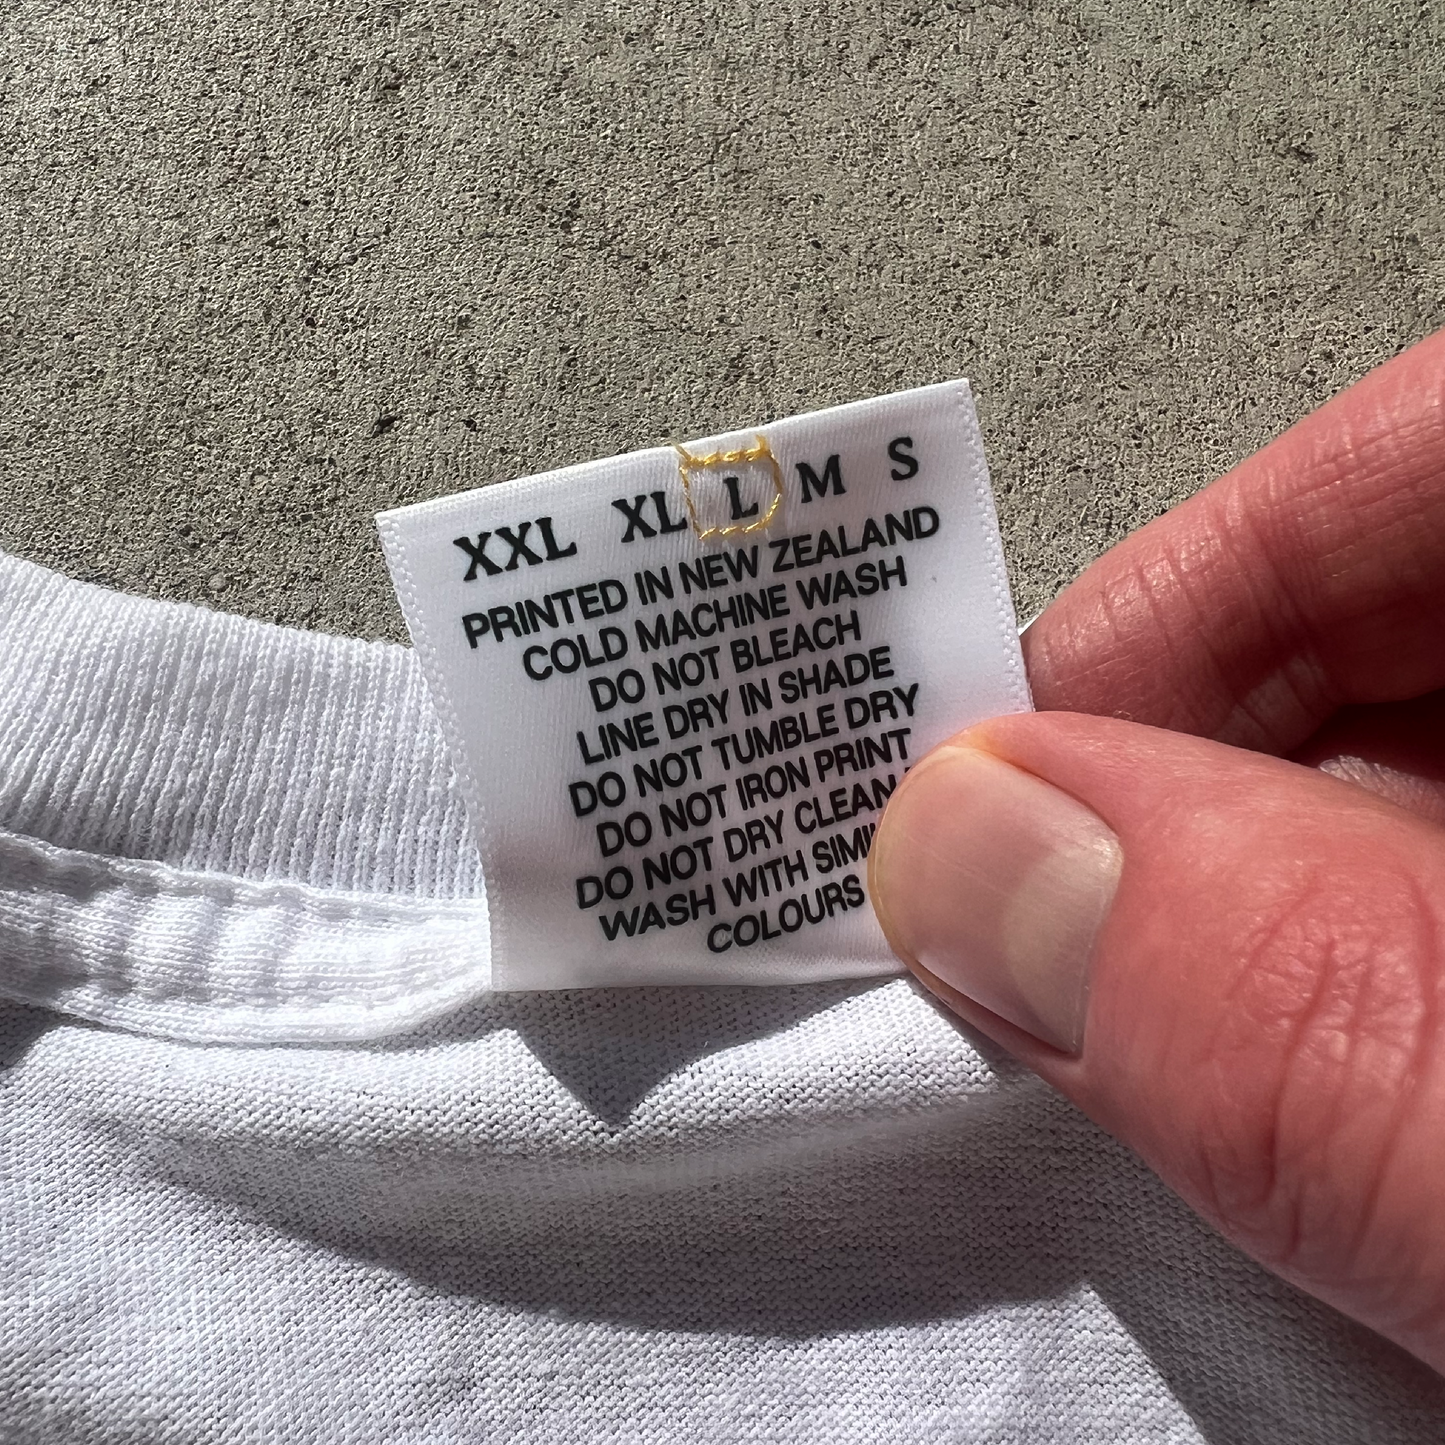 XXL XL L M S
PRINTED IN NEW ZEALAND
COLD MACHINE WASH
DO NOT BLEACH
LINE DRY IN SHADE
DO NOT TUMBLE DRY
DO NOT IRON PRINT
DO NOT DRY CLEAN
WASH WITH
COLOURS